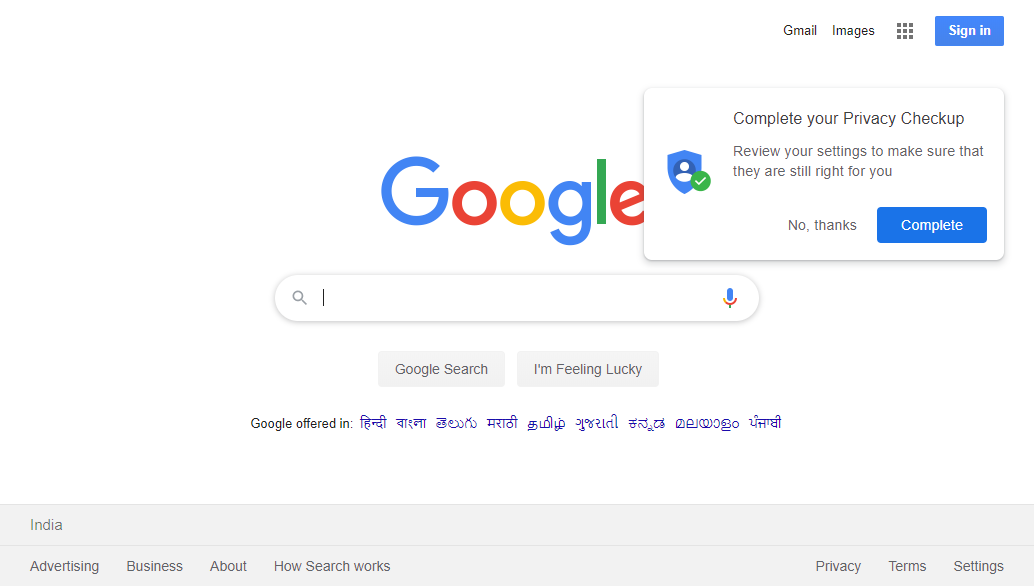 Gmail Images Sign in
Complete your Privacy Checkup
Review your settings to make sure that
they are still right for you
No, thanks Complete
Google
Google Search I'm Feeling Lucky
Google offered in: हिन्दी বাংলা తెలుగు मराठी தமிழ் ગુજરાતી ಕನ್ನಡ മലയാളം ਪੰਜਾਬੀ
India
Advertising Business About How Search works Privacy Terms Settings